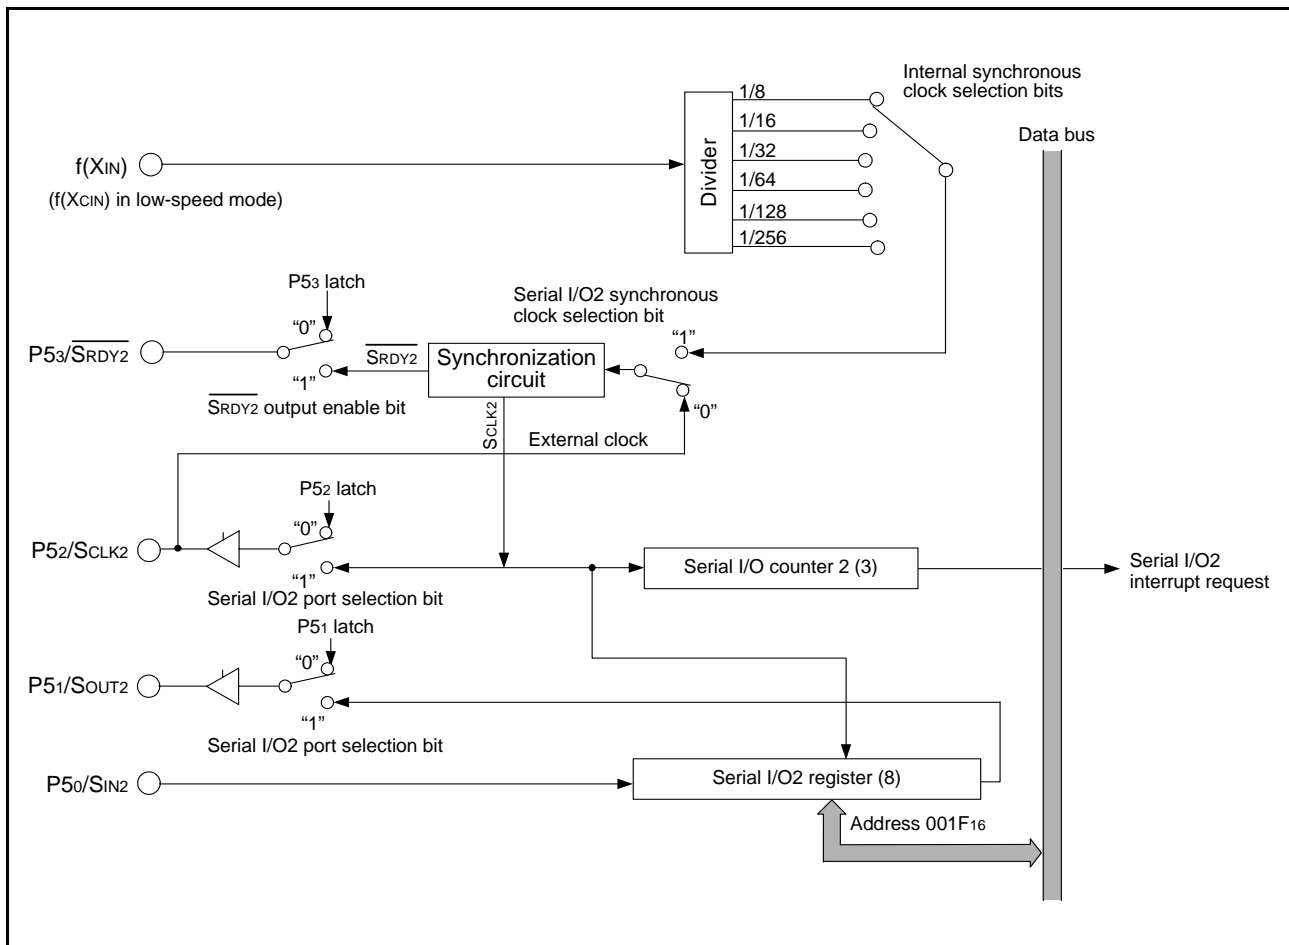 Internal synchronous
clock selection bits
Data bus
1/8
1/16
1/32
1/64
1/128
1/256
Divider
f(XIN)
(f(XCIN) in low-speed mode)
P53 latch
Serial I/O2 synchronous
clock selection bit
"0"
"1"
P53/SRDY2
SRDY2
Synchronization
circuit
"1"
"0"
SRDY2 output enable bit
SCLK2
External clock
P52 latch
"0"
P52/SCLK2
"1"
Serial I/O counter 2 (3)
Serial I/O2
interrupt request
Serial I/O2 port selection bit
P51 latch
"0"
P51/SOUT2
"1"
Serial I/O2 port selection bit
P50/SIN2
Serial I/O2 register (8)
Address 001F16